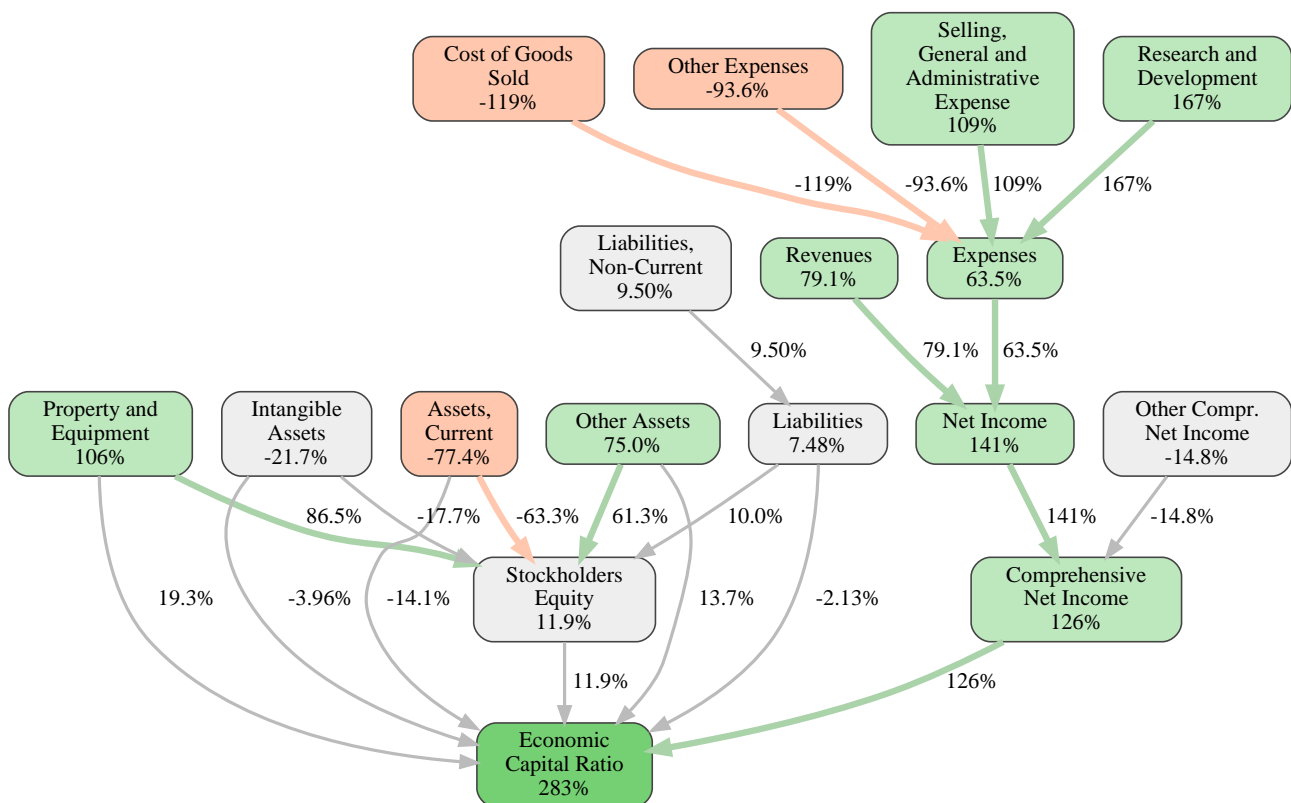 Cost of Goods
Sold
-119%
Other Expenses
-93.6%
Selling,
General and
Administrative
Expense
109%
Research and
Development
167%
-119%
-93.6%
109%
167%
Liabilities,
Non-Current
9.50%
Revenues
79.1%
Expenses
63.5%
9.50%
79.1%
63.5%
Property and
Equipment
106%
Intangible
Assets
-21.7%
Assets,
Current
-77.4%
Other Assets
75.0%
Liabilities
7.48%
Net Income
141%
Other Compr.
Net Income
-14.8%
86.5%
-17.7%
-63.3%
61.3%
10.0%
141%
-14.8%
19.3%
-3.96%
-14.1%
Stockholders
Equity
11.9%
13.7%
-2.13%
Comprehensive
Net Income
126%
11.9%
126%
Economic
Capital Ratio
283%